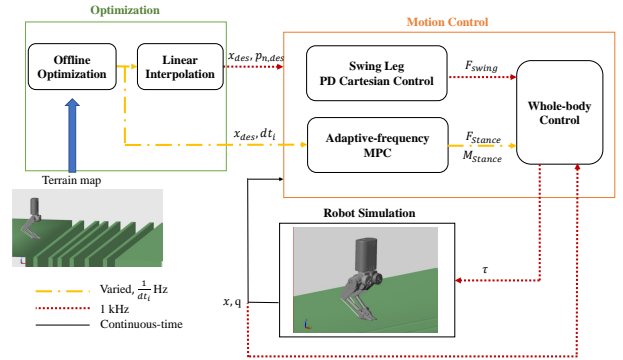 Optimization
Motion Control
Offline
Optimization
Linear
Interpolation
x_des, p_n,des
Swing Leg
PD Cartesian Control
F_swing
Whole-body
Control
x_des, dt_i
Adaptive-frequency
MPC
F_Stance
M_Stance
Terrain map
Robot Simulation
τ
x, q
Varied, 1/dt_i Hz
1 kHz
Continuous-time